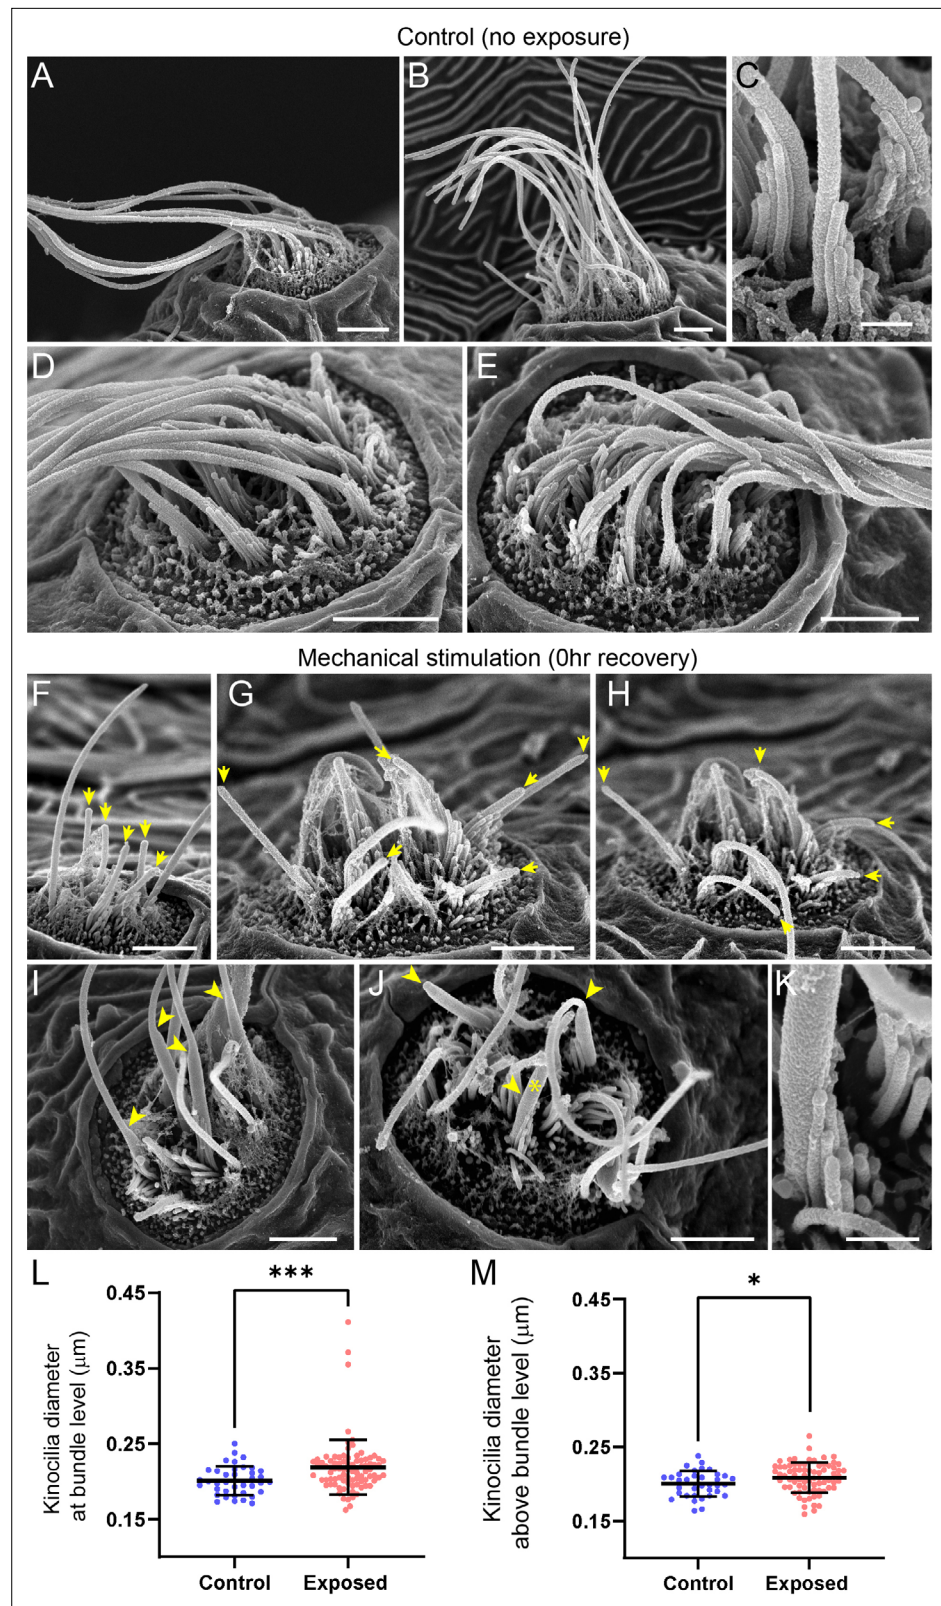 Control (no exposure)
A
B
C
D
E
Mechanical stimulation (0hr recovery)
F
G
H
I
J
*
K
L
***
Kinocilia diameter
at bundle level (μm)
0.45
0.35
0.25
0.15
Control
Exposed
M
*
Kinocilia diameter
above bundle level (μm)
0.45
0.35
0.25
0.15
Control
Exposed